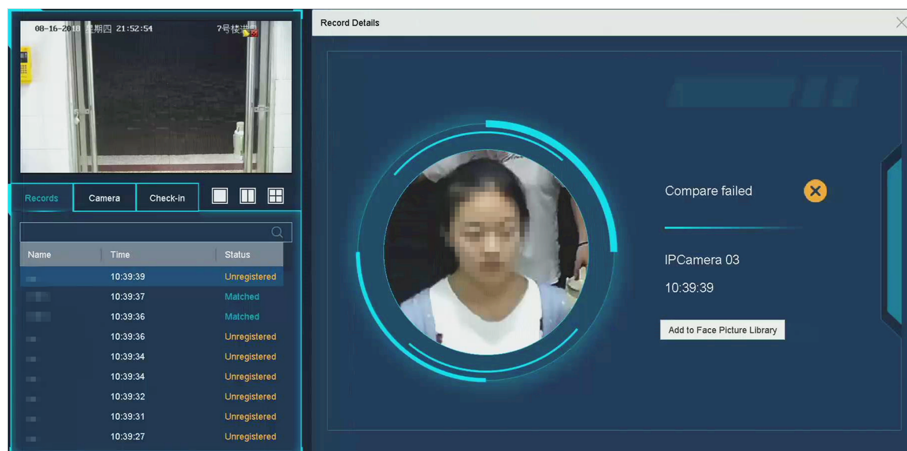 08-16-2018 星期四 21:52:54
7号楼
Records
Camera
Check-in
Name Time Status
10:39:39 Unregistered
10:39:37 Matched
10:39:36 Matched
10:39:36 Unregistered
10:39:34 Unregistered
10:39:34 Unregistered
10:39:32 Unregistered
10:39:31 Unregistered
10:39:27 Unregistered
Record Details
Compare failed
IPCamera 03
10:39:39
Add to Face Picture Library